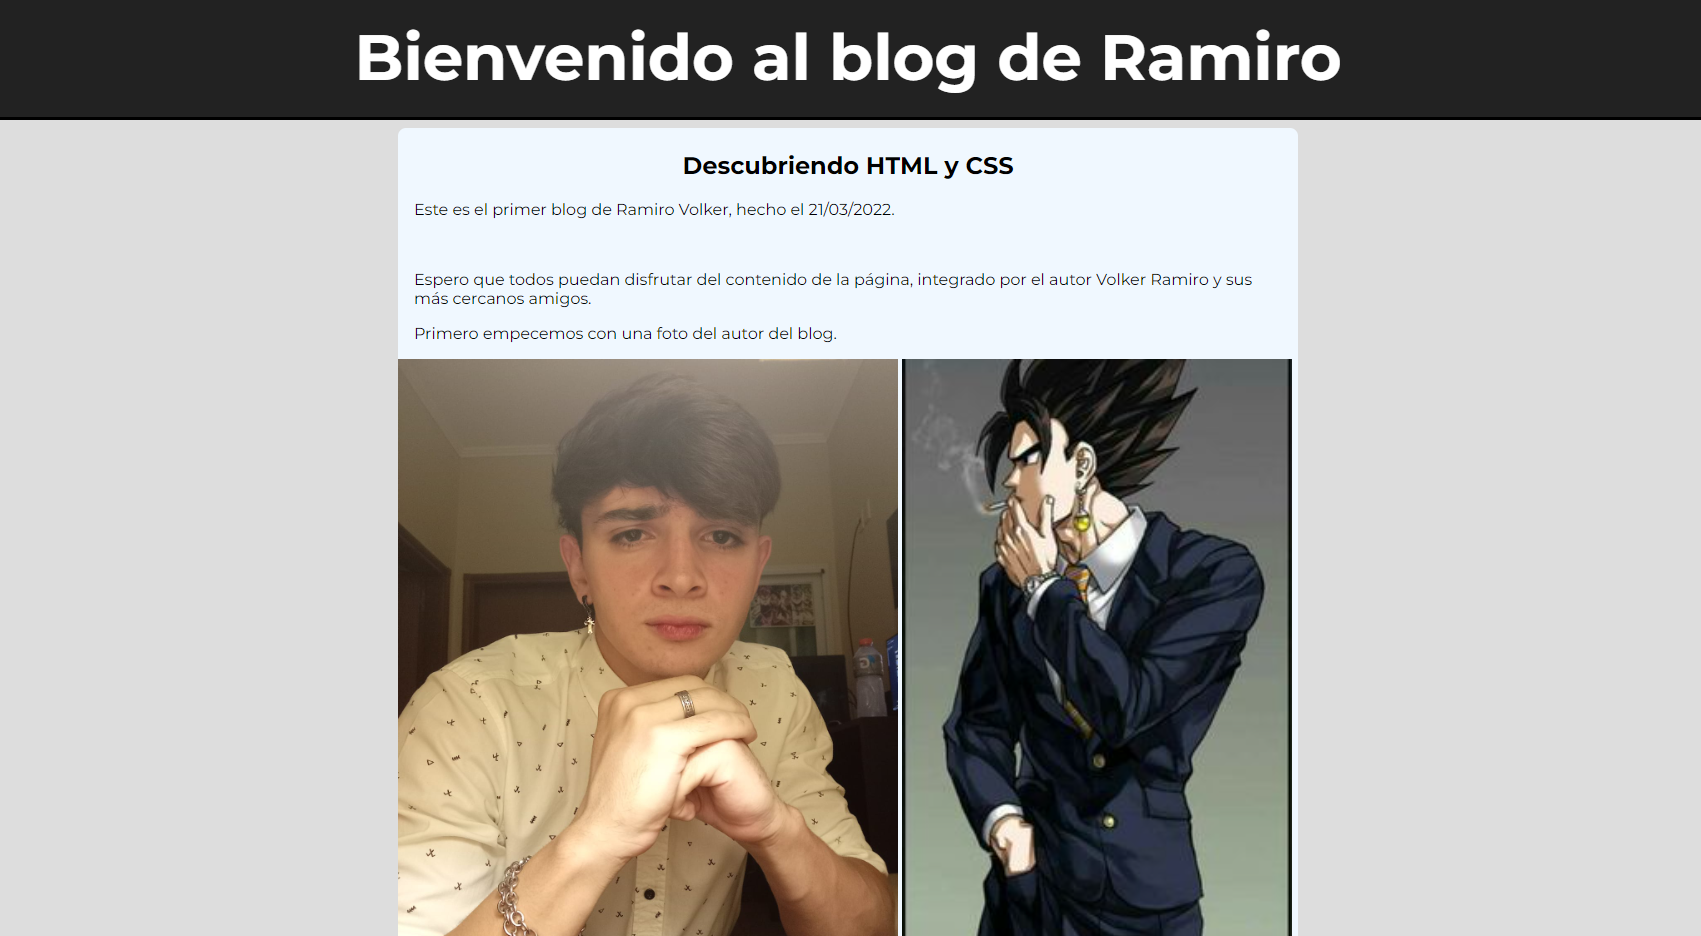 Bienvenido al blog de Ramiro
Descubriendo HTML y CSS
Este es el primer blog de Ramiro Volker, hecho el 21/03/2022.
Espero que todos puedan disfrutar del contenido de la página, integrado por el autor Volker Ramiro y sus
más cercanos amigos.
Primero empecemos con una foto del autor del blog.